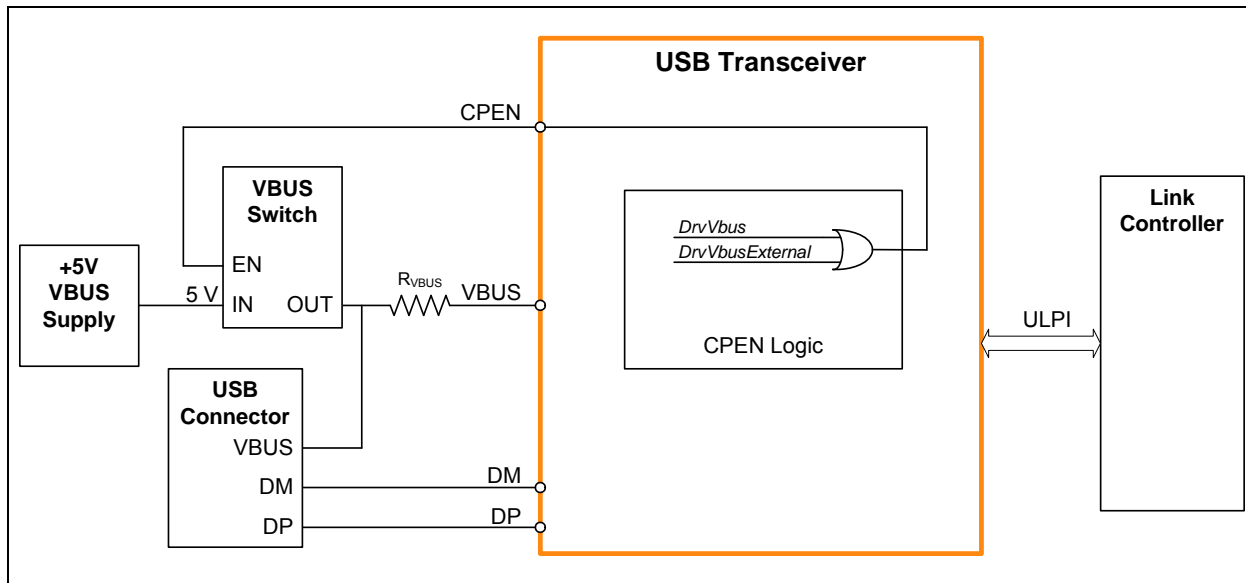 USB Transceiver
CPEN
VBUS
Switch
EN
IN
OUT
+5V
VBUS
Supply
5 V
RVBUS
VBUS
DrvVbus
DrvVbusExternal
CPEN Logic
ULPI
Link
Controller
USB
Connector
VBUS
DM
DP
DM
DP